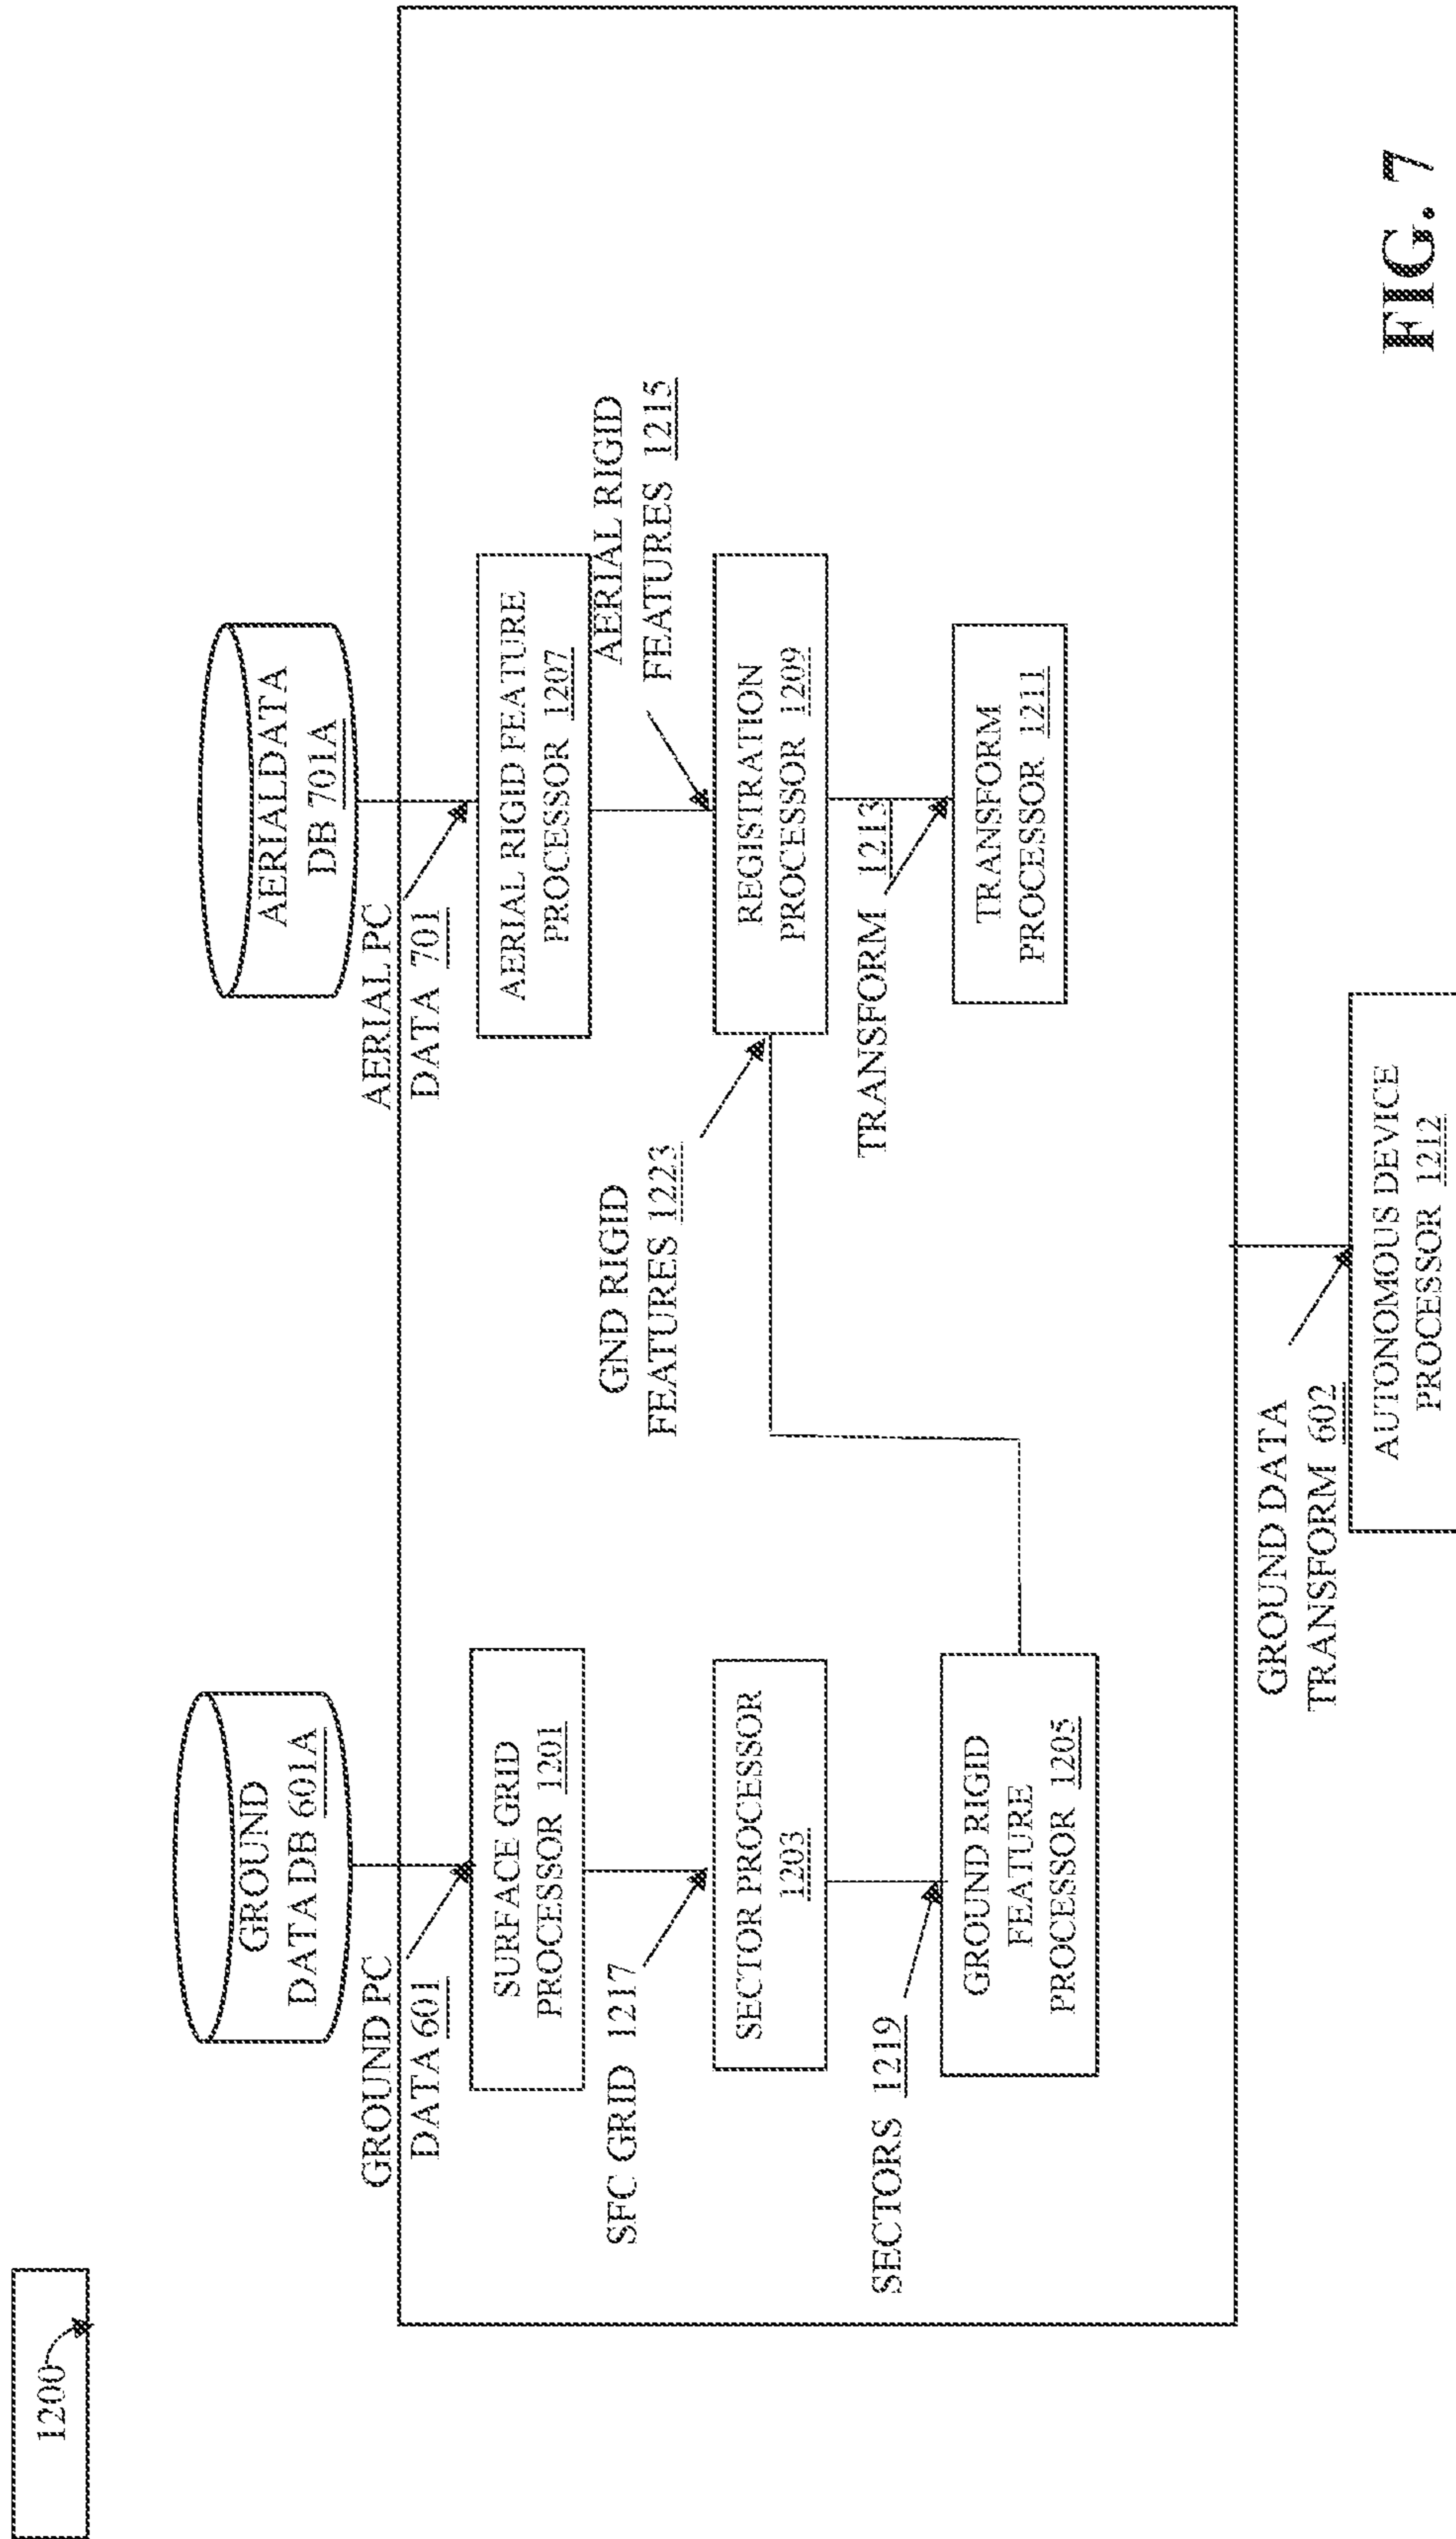 1200
GROUND
DATA DB 601A
AERIALDATA
DB 701A
GROUND PC
DATA 601
AERIAL PC
DATA 701
SURFACE GRID
PROCESSOR 1201
AERIAL RIGID FEATURE
PROCESSOR 1207
SFC GRID 1217
GND RIGID
FEATURES 1223
AERIAL RIGID
FEATURES 1215
SECTOR PROCESSOR
1203
REGISTRATION
PROCESSOR 1209
SECTORS 1219
TRANSFORM 1213
GROUND RIGID
FEATURE
PROCESSOR 1205
TRANSFORM
PROCESSOR 1211
GROUND DATA
TRANSFORM 602
AUTONOMOUS DEVICE
PROCESSOR 1212
FIG. 7